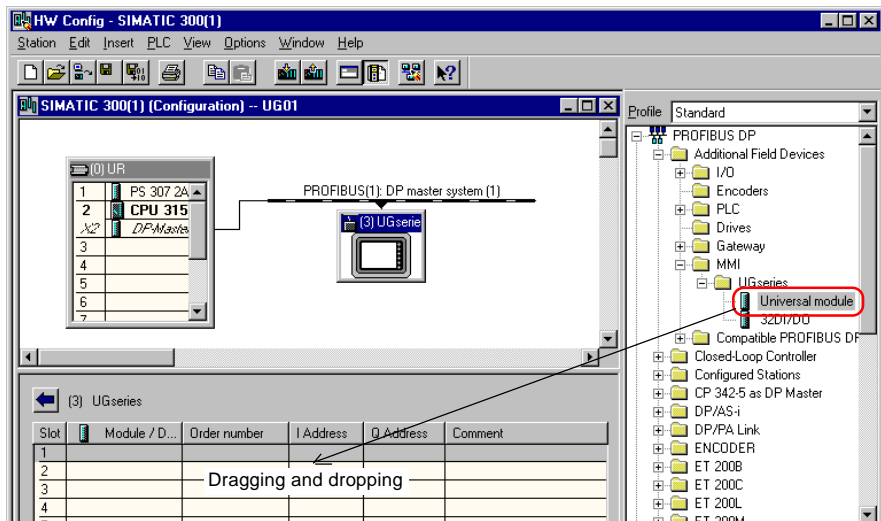 HW Config - SIMATIC 300(1)
Station Edit Insert PLC View Options Window Help
SIMATIC 300(1) (Configuration) -- UG01
(0) UR
1 PS 307 2A
2 CPU 315
X2 DP-Master
3
4
5
6
7
PROFIBUS(1): DP master system (1)
(3) UGserie
(3) UGseries
Slot Module / D... Order number I Address Q Address Comment
1
2
3
4
Dragging and dropping
Profile Standard
PROFIBUS DP
Additional Field Devices
I/O
Encoders
PLC
Drives
Gateway
MMI
UGseries
Universal module
32DI/DO
Compatible PROFIBUS DP
Closed-Loop Controller
Configured Stations
CP 342-5 as DP Master
DP/AS-i
DP/PA Link
ENCODER
ET 200B
ET 200C
ET 200L
ET 200M